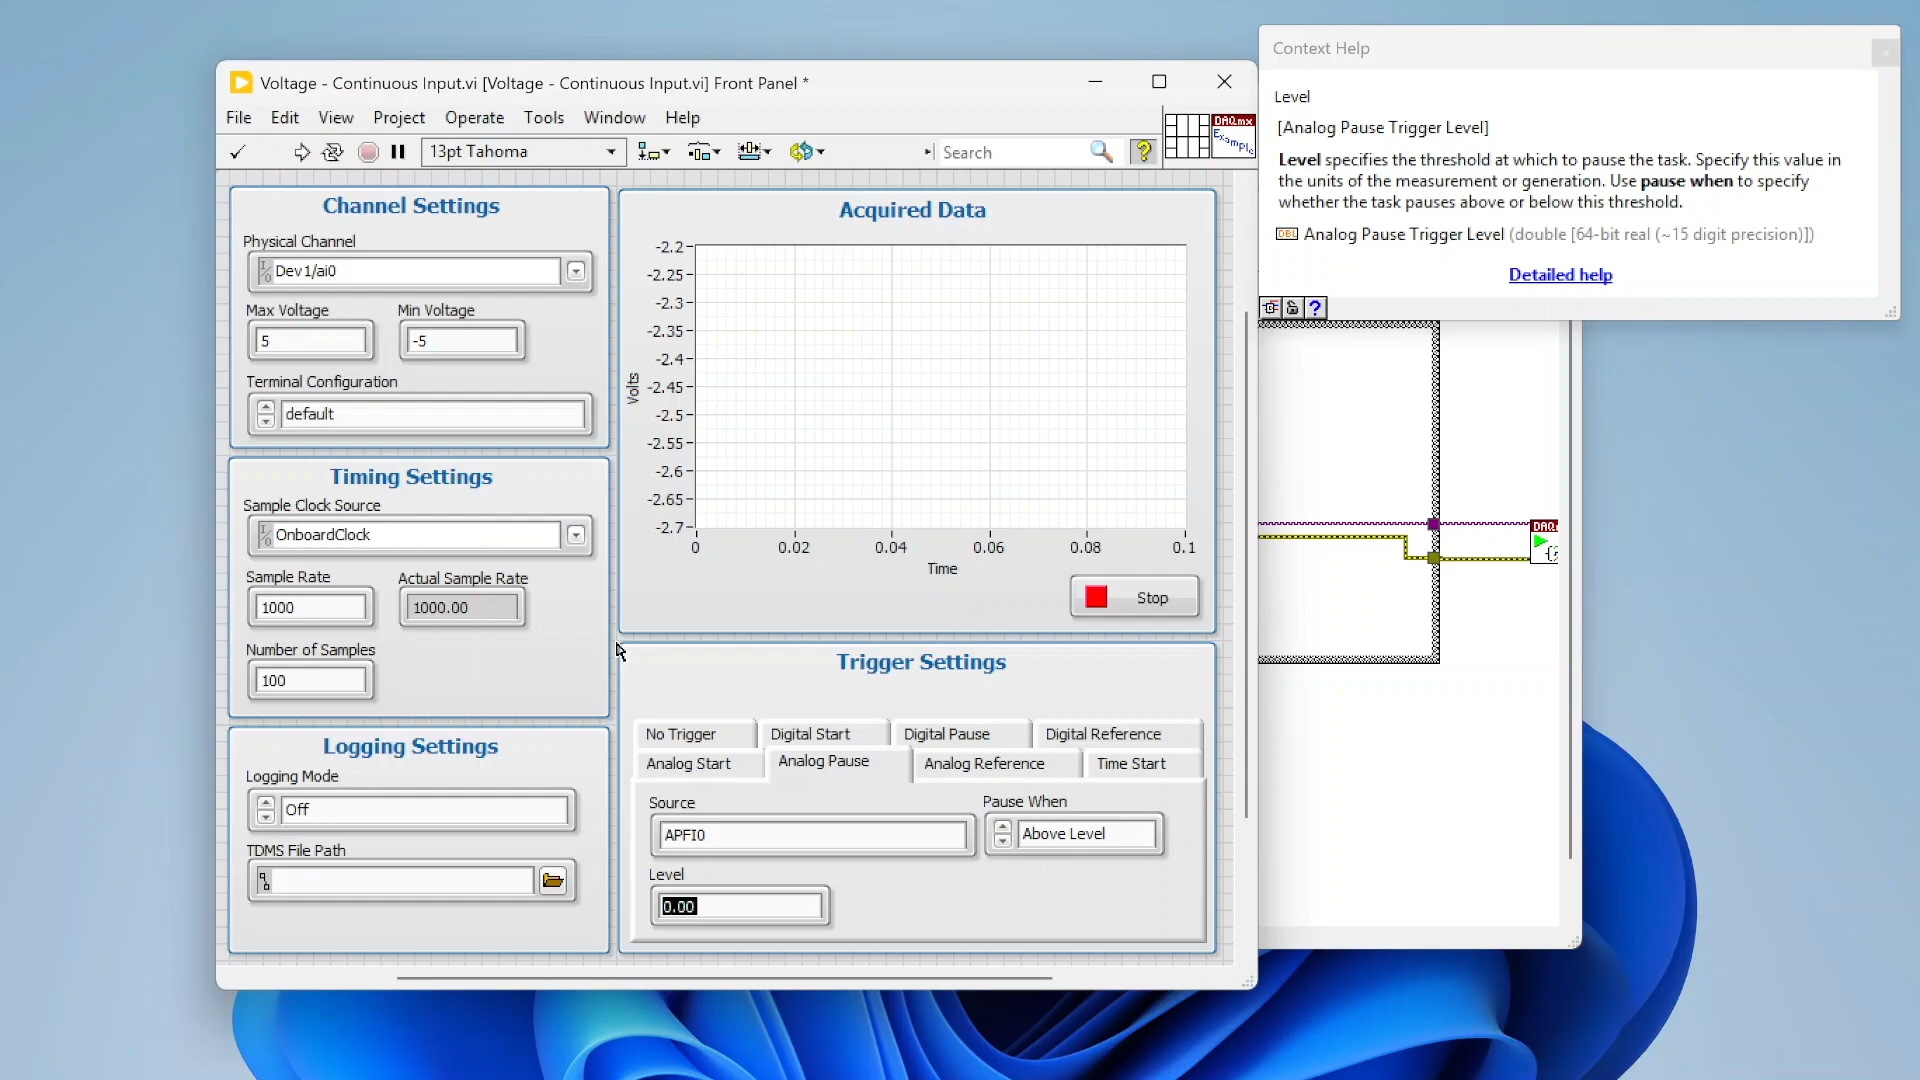 Voltage - Continuous Input.vi [Voltage - Continuous Input.vi] Front Panel *
File Edit View Project Operate Tools Window Help
13pt Tahoma
Search
?
DAQmx
Example
Channel Settings
Physical Channel
I/0 Dev1/ai0
Max Voltage Min Voltage
5 -5
Terminal Configuration
default
Timing Settings
Sample Clock Source
I/0 OnboardClock
Sample Rate Actual Sample Rate
1000 1000.00
Number of Samples
100
Logging Settings
Logging Mode
Off
TDMS File Path
Acquired Data
Volts
-2.2
-2.25
-2.3
-2.35
-2.4
-2.45
-2.5
-2.55
-2.6
-2.65
-2.7
0 0.02 0.04 0.06 0.08 0.1
Time
Stop
Trigger Settings
No Trigger Digital Start Digital Pause Digital Reference
Analog Start Analog Pause Analog Reference Time Start
Source Pause When
APFI0 Above Level
Level
0.00
Context Help
Level
[Analog Pause Trigger Level]
Level specifies the threshold at which to pause the task. Specify this value in
the units of the measurement or generation. Use pause when to specify
whether the task pauses above or below this threshold.
DBL Analog Pause Trigger Level (double [64-bit real (~15 digit precision)])
Detailed help
?